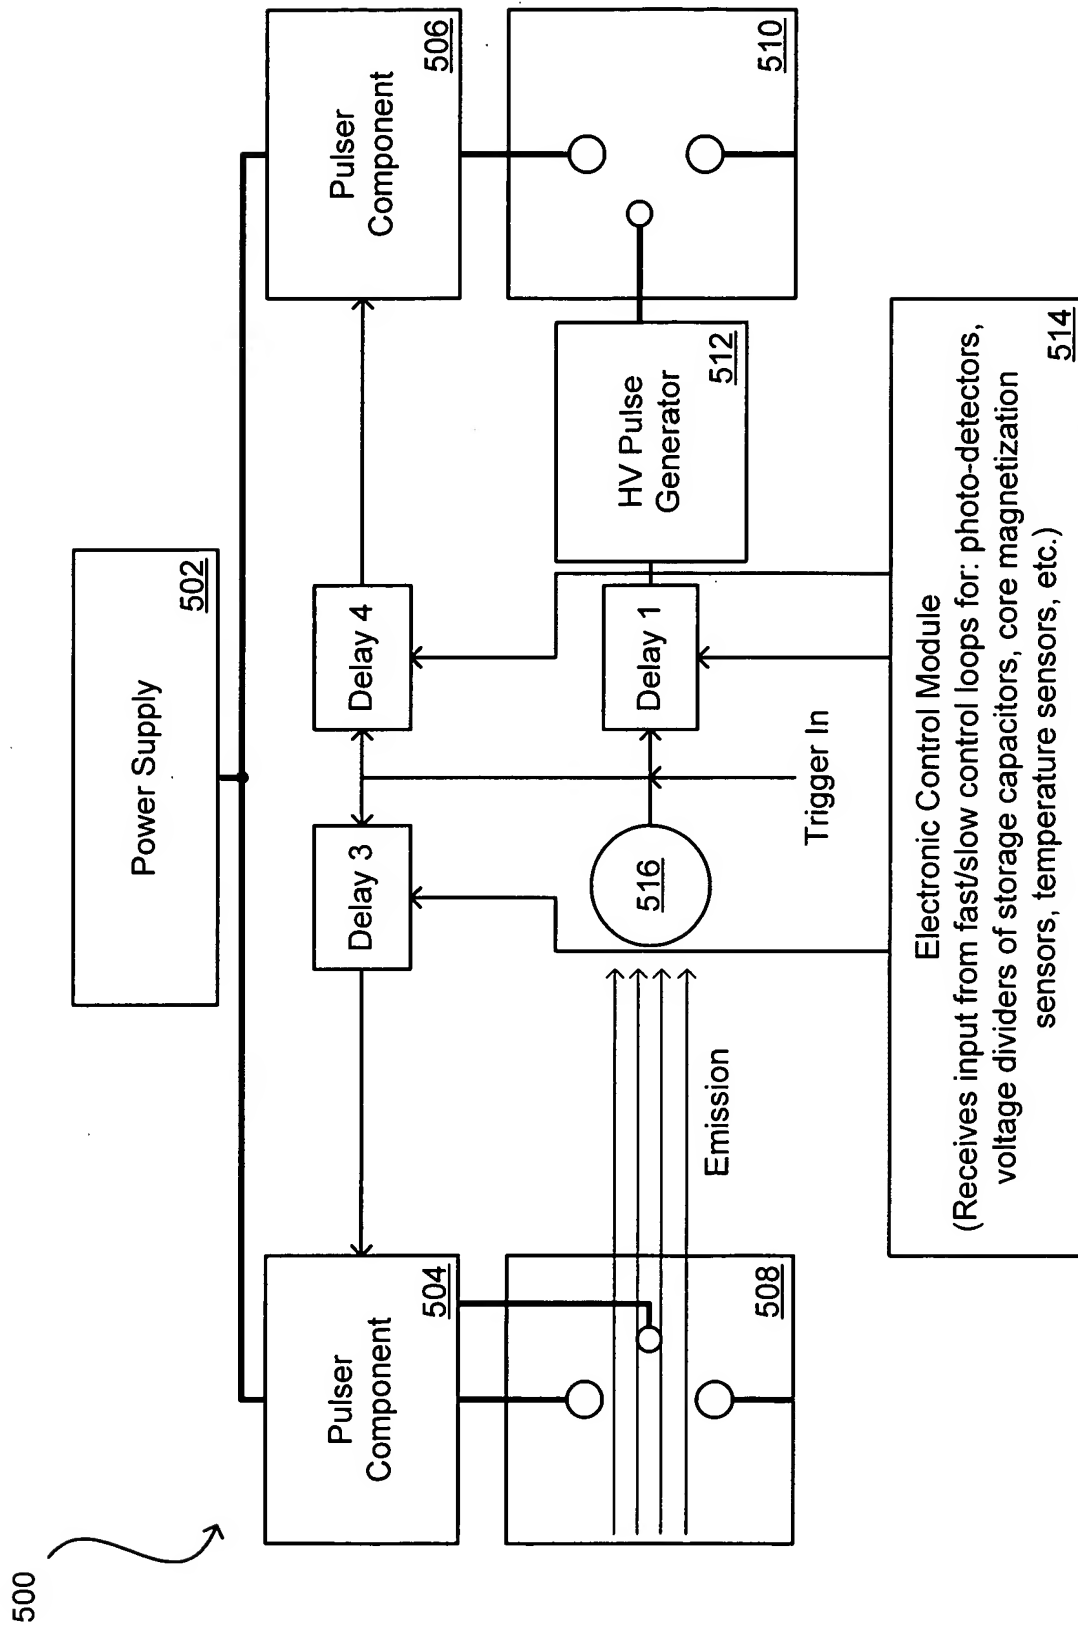 500
Power Supply
502
Pulser
Component
504
Pulser
Component
506
Delay 3
Delay 4
508
Emission
516
Trigger In
Delay 1
HV Pulse
Generator
512
510
Electronic Control Module
(Receives input from fast/slow control loops for: photo-detectors,
voltage dividers of storage capacitors, core magnetization
sensors, temperature sensors, etc.)
514